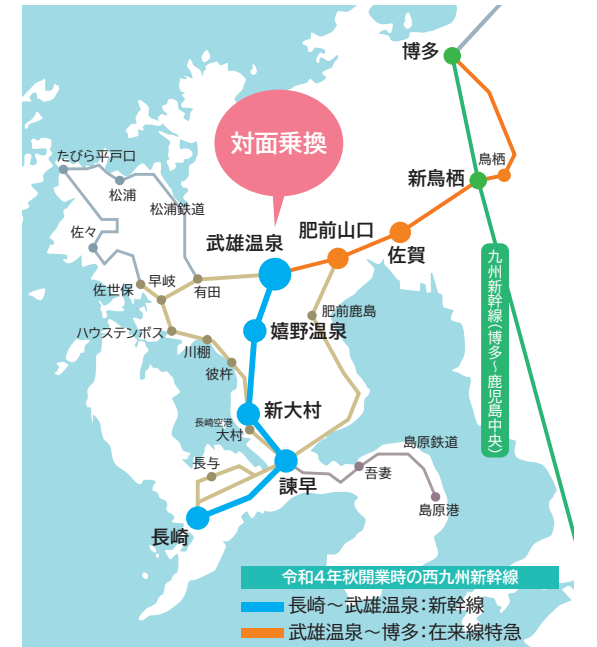 博多
対面乗換
鳥栖
新鳥栖
たびら平戸口
松浦
松浦鉄道
肥前山口
武雄温泉
佐々
佐賀
早岐
佐世保
有田
九州新幹線(博多~鹿児島中央)
肥前鹿島
ハウステンボス
嬉野温泉
川棚
彼杵
新大村
長崎空港
大村
島原鉄道
長与
吾妻
諫早
島原港
長崎
令和4年秋開業時の西九州新幹線
長崎~武雄温泉:新幹線
武雄温泉~博多:在来線特急